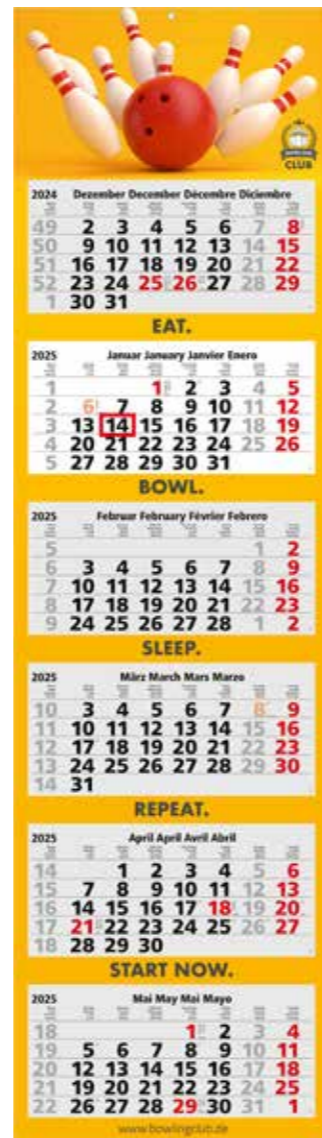 CLUB
2024 Dezember December Décembre Diciembre
49 2 3 4 5 6 7 8
50 9 10 11 12 13 14 15
51 16 17 18 19 20 21 22
52 23 24 25 26 27 28 29
1 30 31
EAT.
2025 Januar January Janvier Enero
1 1 2 3 4 5
2 6 7 8 9 10 11 12
3 13 14 15 16 17 18 19
4 20 21 22 23 24 25 26
5 27 28 29 30 31
BOWL.
2025 Februar February Février Febrero
5 1 2
6 3 4 5 6 7 8 9
7 10 11 12 13 14 15 16
8 17 18 19 20 21 22 23
9 24 25 26 27 28 1 2
SLEEP.
2025 März March Mars Marzo
10 3 4 5 6 7 8 9
11 10 11 12 13 14 15 16
12 17 18 19 20 21 22 23
13 24 25 26 27 28 29 30
14 31
REPEAT.
2025 April April Avril Abril
14 1 2 3 4 5 6
15 7 8 9 10 11 12 13
16 14 15 16 17 18 19 20
17 21 22 23 24 25 26 27
18 28 29 30
START NOW.
2025 Mai May Mai Mayo
18 1 2 3 4
19 5 6 7 8 9 10 11
20 12 13 14 15 16 17 18
21 19 20 21 22 23 24 25
22 26 27 28 29 30 31 1
www.bowlingclub.de